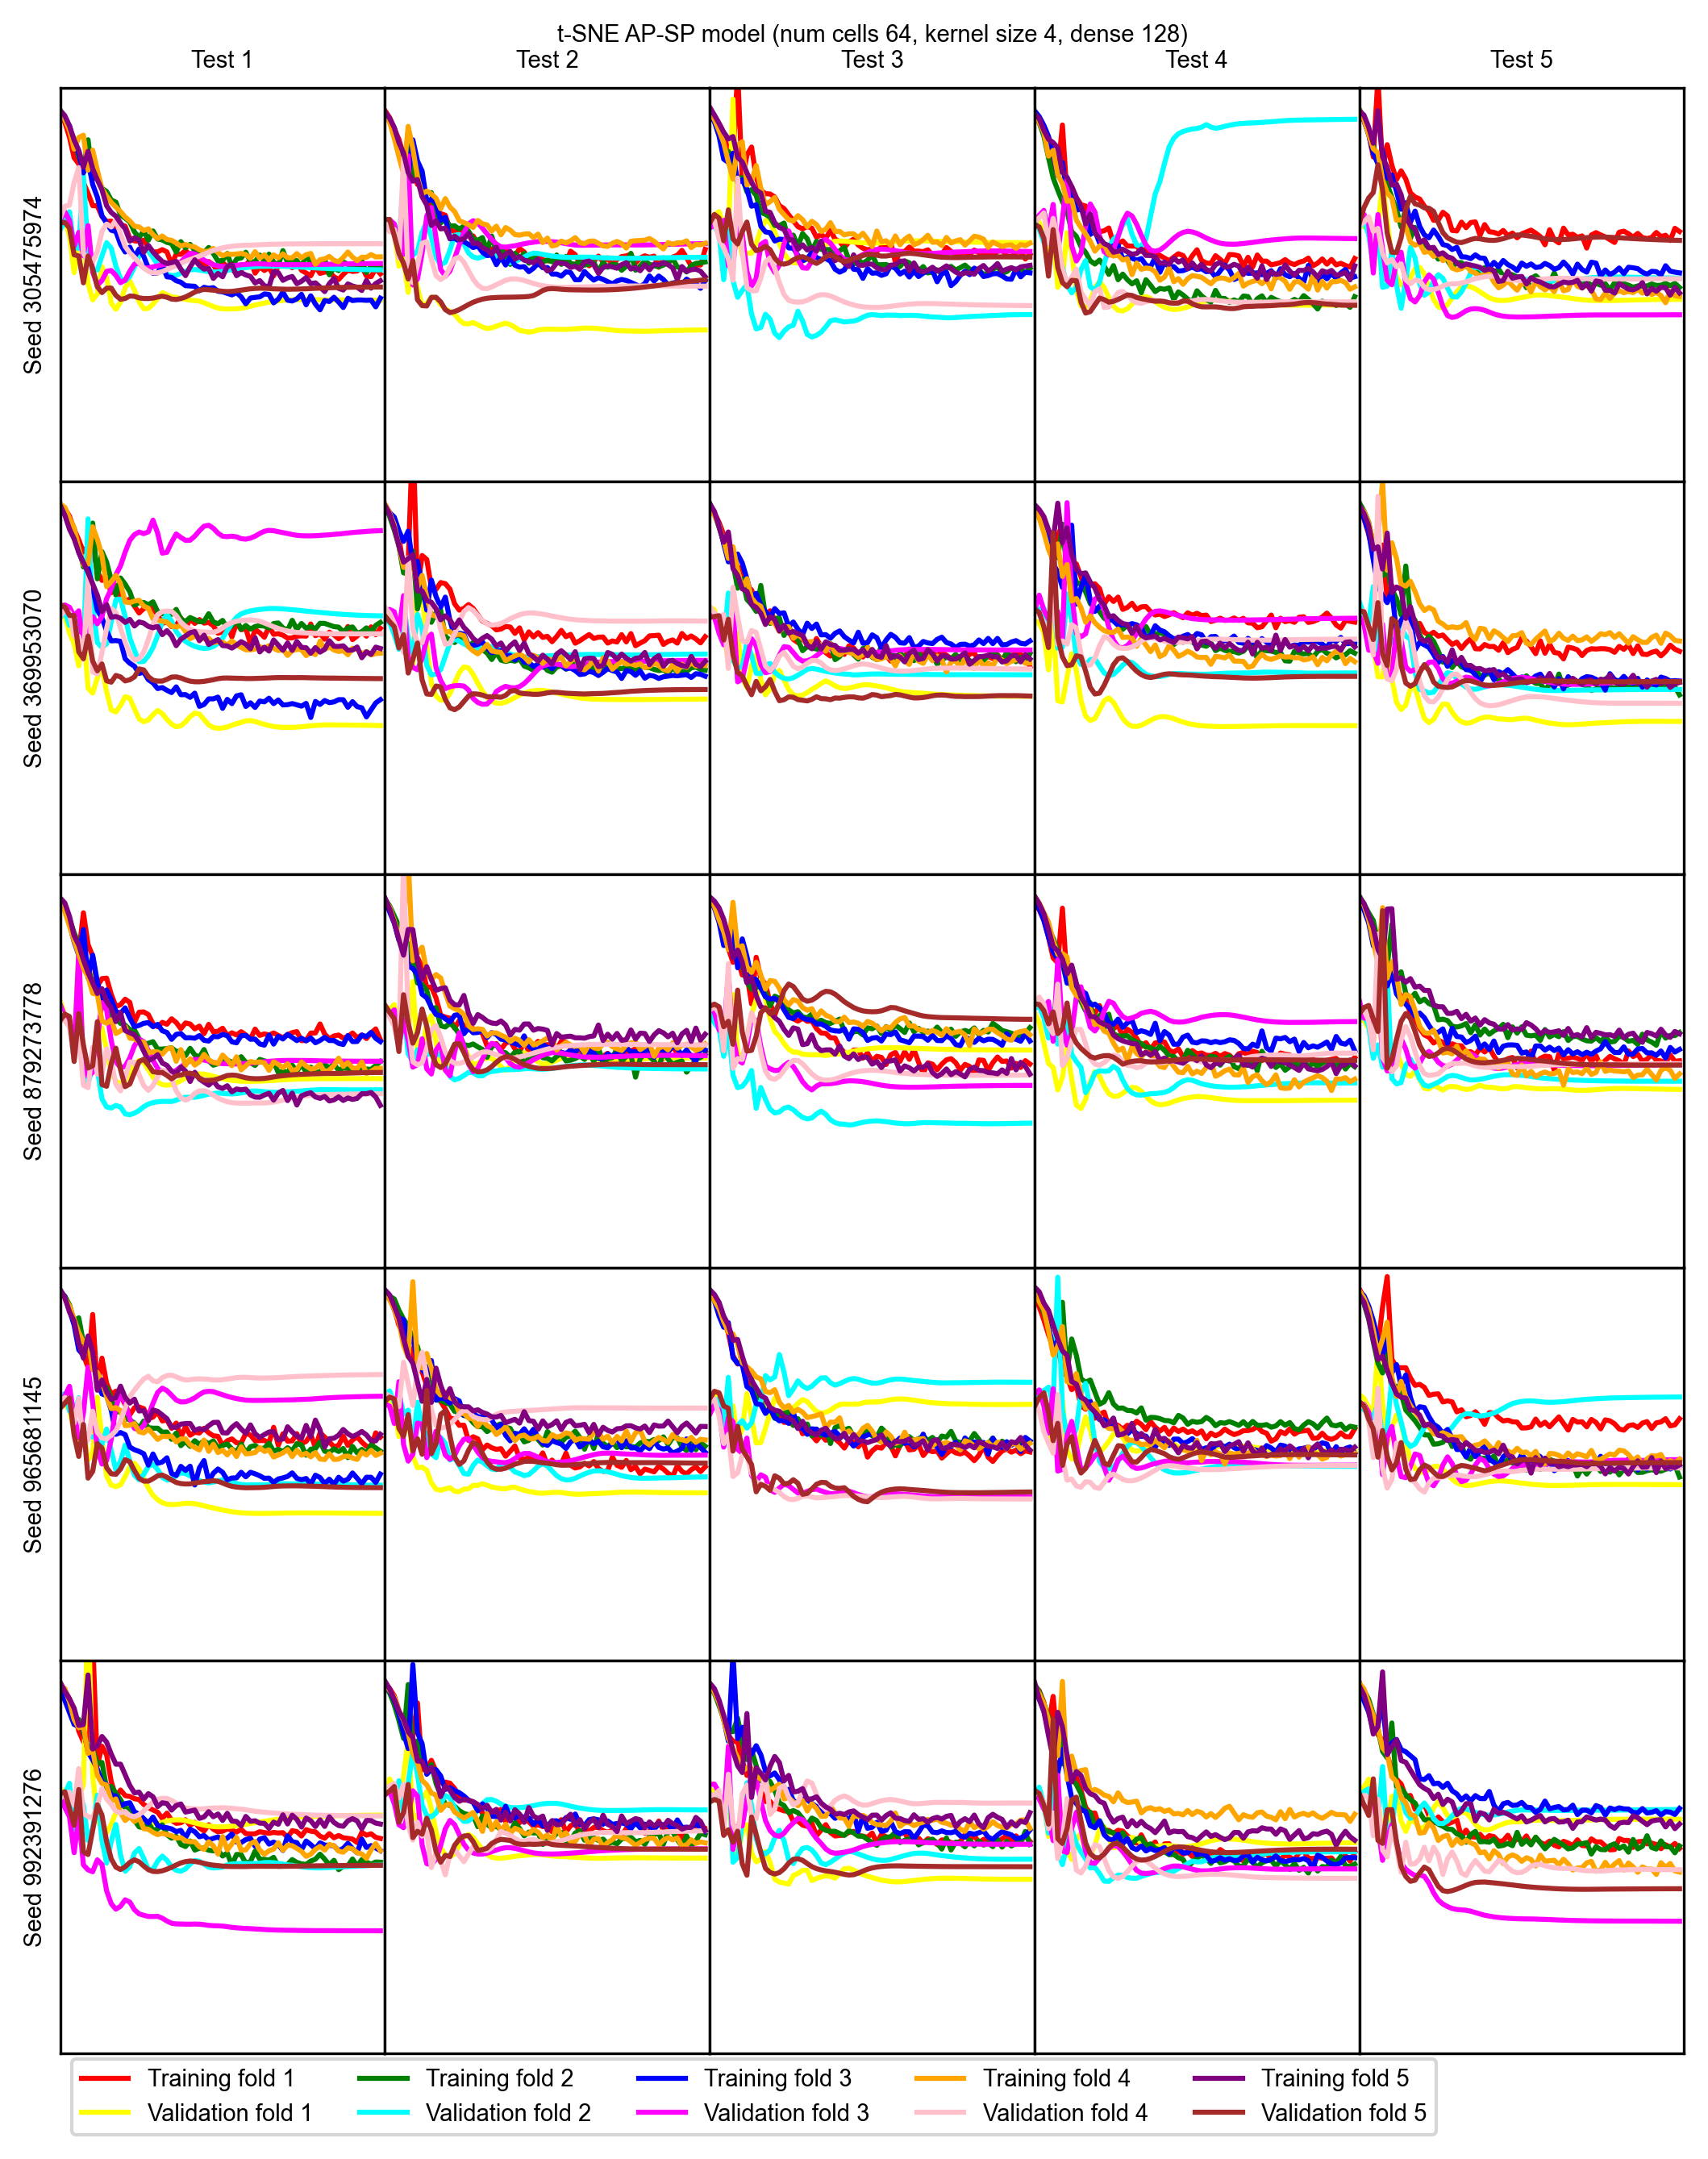 t-SNE AP-SP model (num cells 64, kernel size 4, dense 128)
Test 1 Test 2 Test 3 Test 4 Test 5
Seed 305475974
Seed 369953070
Seed 879273778
Seed 965681145
Seed 992391276
Training fold 1 Training fold 2 Training fold 3 Training fold 4 Training fold 5
Validation fold 1 Validation fold 2 Validation fold 3 Validation fold 4 Validation fold 5